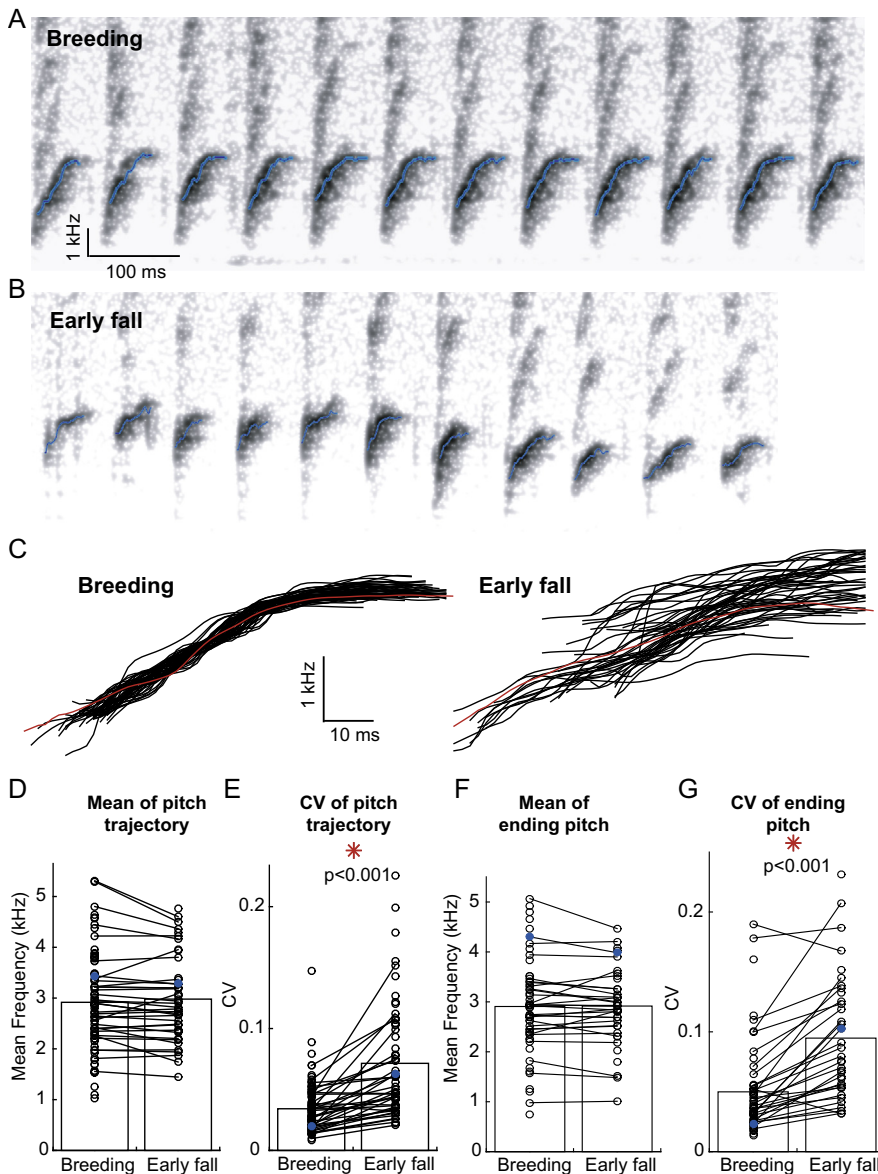 A
Breeding
1 kHz
100 ms
B
Early fall
C
Breeding
Early fall
1 kHz
10 ms
D
Mean of pitch
trajectory
E
CV of pitch
trajectory
F
Mean of
ending pitch
G
CV of ending
pitch
Mean Frequency (kHz)
5
4
3
2
1
0
Breeding
Early fall
p<0.001
CV
0.2
0.1
0
Breeding
Early fall
Mean Frequency (kHz)
5
4
3
2
1
0
Breeding
Early fall
p<0.001
CV
0.2
0.1
0
Breeding
Early fall